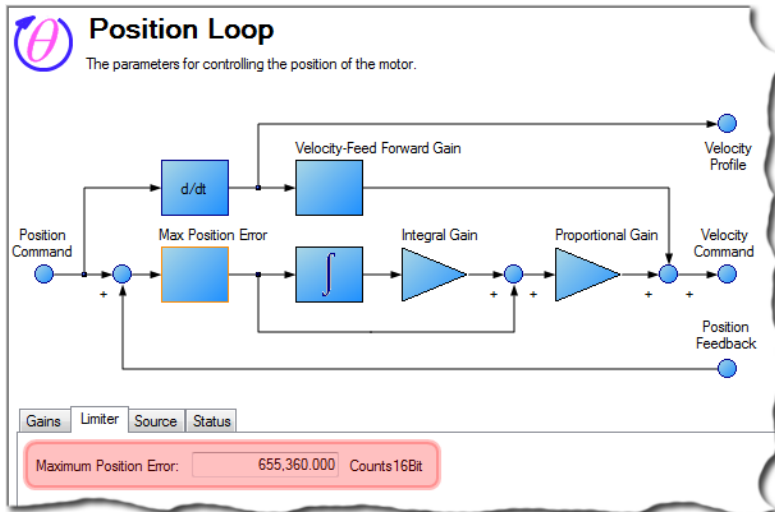 θ
Position Loop
The parameters for controlling the position of the motor.
Velocity-Feed Forward Gain
Velocity
Profile
d/dt
Position
Command
Max Position Error
Integral Gain
Proportional Gain
Velocity
Command
∫
+
+
+
+
+
Position
Feedback
Gains
Limiter
Source
Status
Maximum Position Error: 655,360.000 Counts16Bit